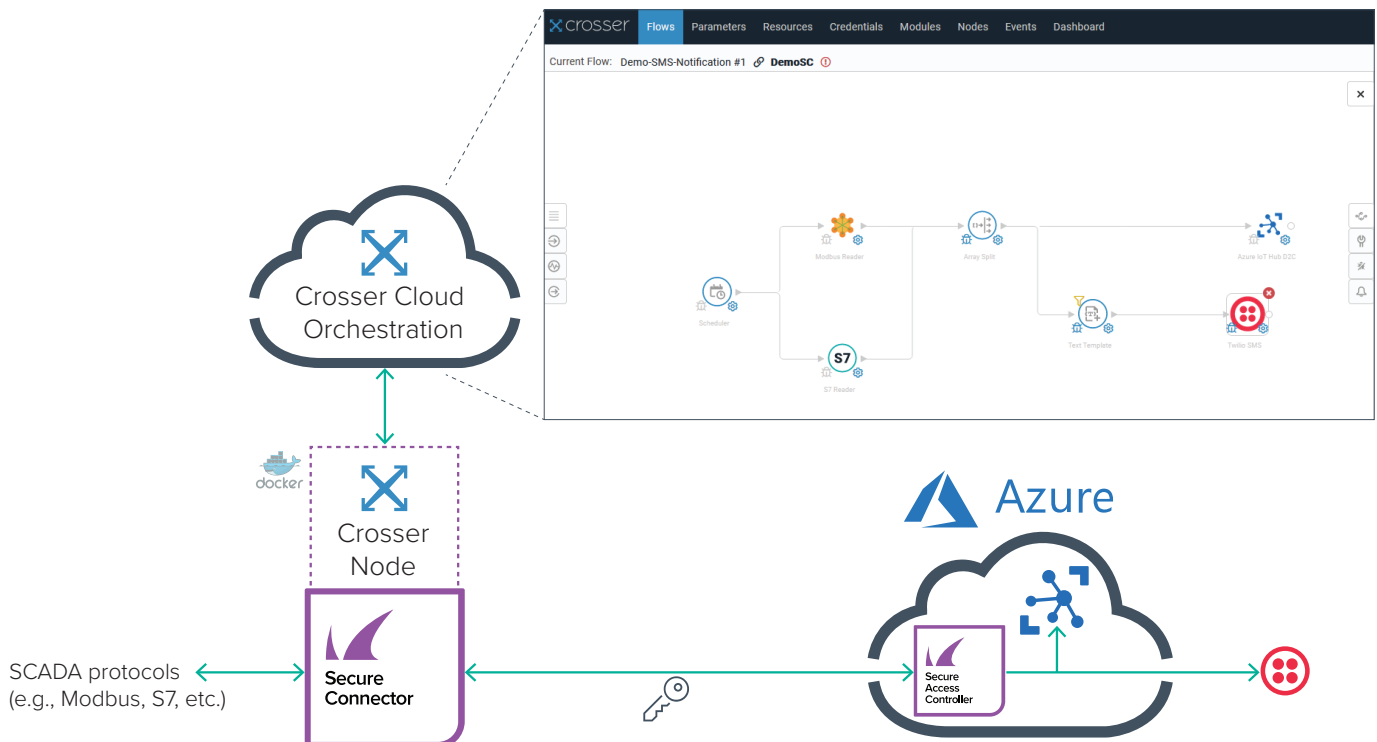 crosser Flows Parameters Resources Credentials Modules Nodes Events Dashboard
Current Flow: Demo-SMS-Notification #1 DemoSC
Modbus Reader
Array Split
Azure IoT Hub D2C
Scheduler
Text Template
Twilio SMS
S7
S7 Reader
Crosser Cloud
Orchestration
docker
Crosser
Node
Azure
SCADA protocols
(e.g., Modbus, S7, etc.)
Secure
Connector
Secure
Access
Controller